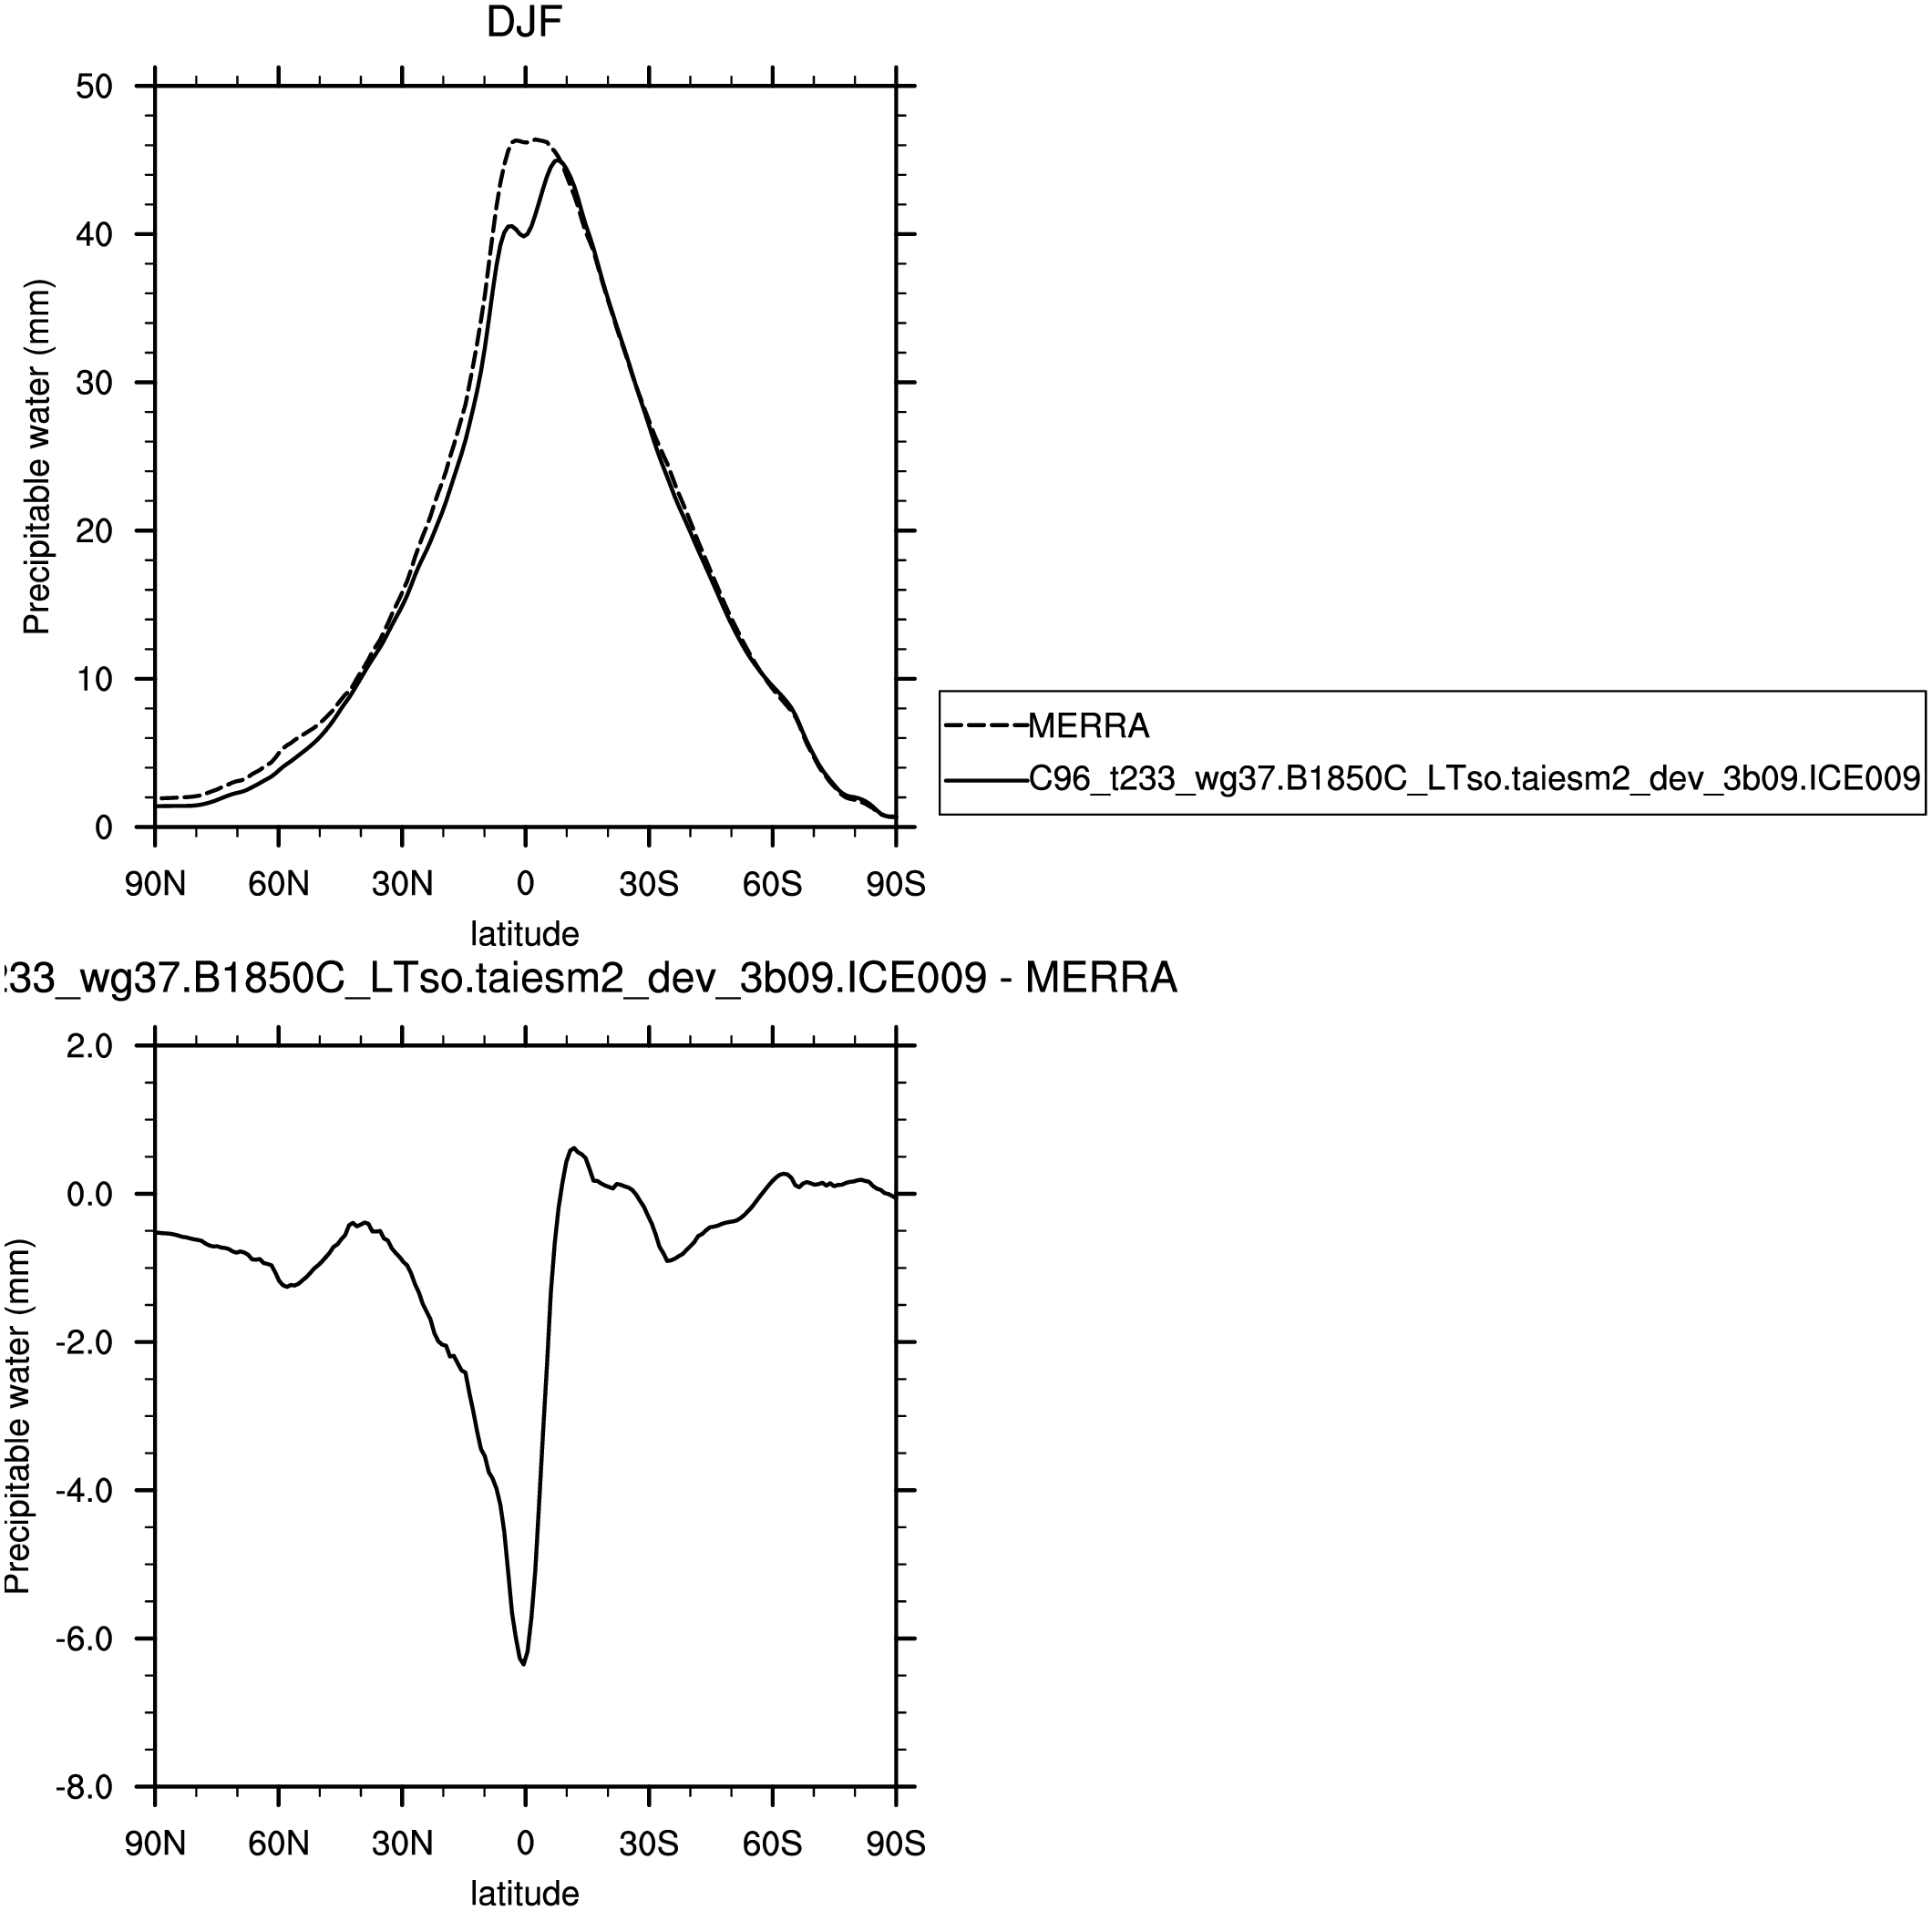 DJF
50
40
30
20
10
0
Precipitable water (mm)
90N 60N 30N 0 30S 60S 90S
latitude
MERRA
C96_t233_wg37.B1850C_LTso.taiesm2_dev_3b09.ICE009
33_wg37.B1850C_LTso.taiesm2_dev_3b09.ICE009 - MERRA
2.0
0.0
-2.0
-4.0
-6.0
-8.0
Precipitable water (mm)
90N 60N 30N 0 30S 60S 90S
latitude